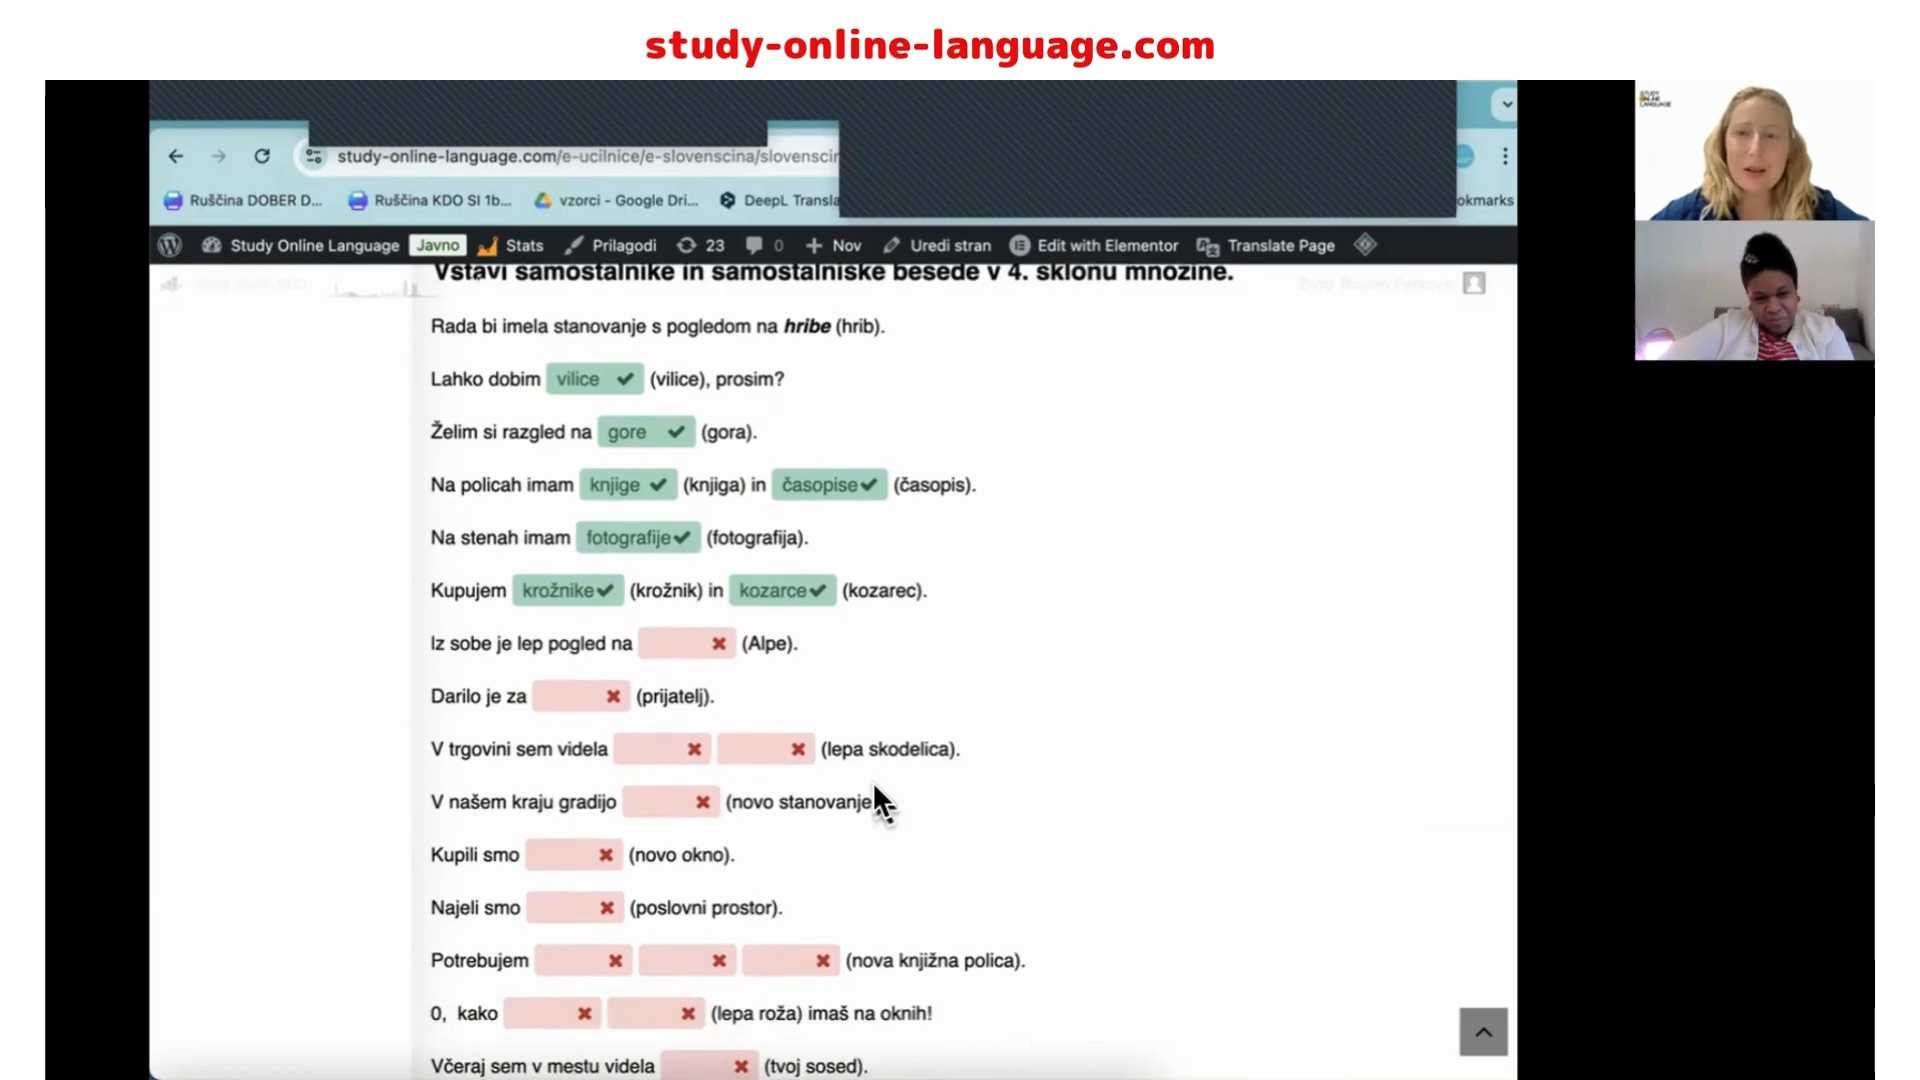 study-online-language.com
STUDY ONLINE LANGUAGE
study-online-language.com/e-ucilnice/e-slovenscina/slovenscin
Ruščina DOBER D...
Ruščina KDO SI 1b...
vzorci - Google Dri...
DeepL Transla
okmarks
Study Online Language Javno Stats Prilagodi 23 0 Nov Uredi stran Edit with Elementor Translate Page
Vstavi samostalnike in samostalniške besede v 4. sklonu množine.
Rada bi imela stanovanje s pogledom na hribe (hrib).
Lahko dobim vilice (vilice), prosim?
Želim si razgled na gore (gora).
Na policah imam knjige (knjiga) in časopise (časopis).
Na stenah imam fotografije (fotografija).
Kupujem krožnike (krožnik) in kozarce (kozarec).
Iz sobe je lep pogled na (Alpe).
Darilo je za (prijatelj).
V trgovini sem videla (lepa skodelica).
V našem kraju gradijo (novo stanovanje
Kupili smo (novo okno).
Najeli smo (poslovni prostor).
Potrebujem (nova knjižna polica).
0, kako (lepa roža) imaš na oknih!
Včeraj sem v mestu videla (tvoj sosed).